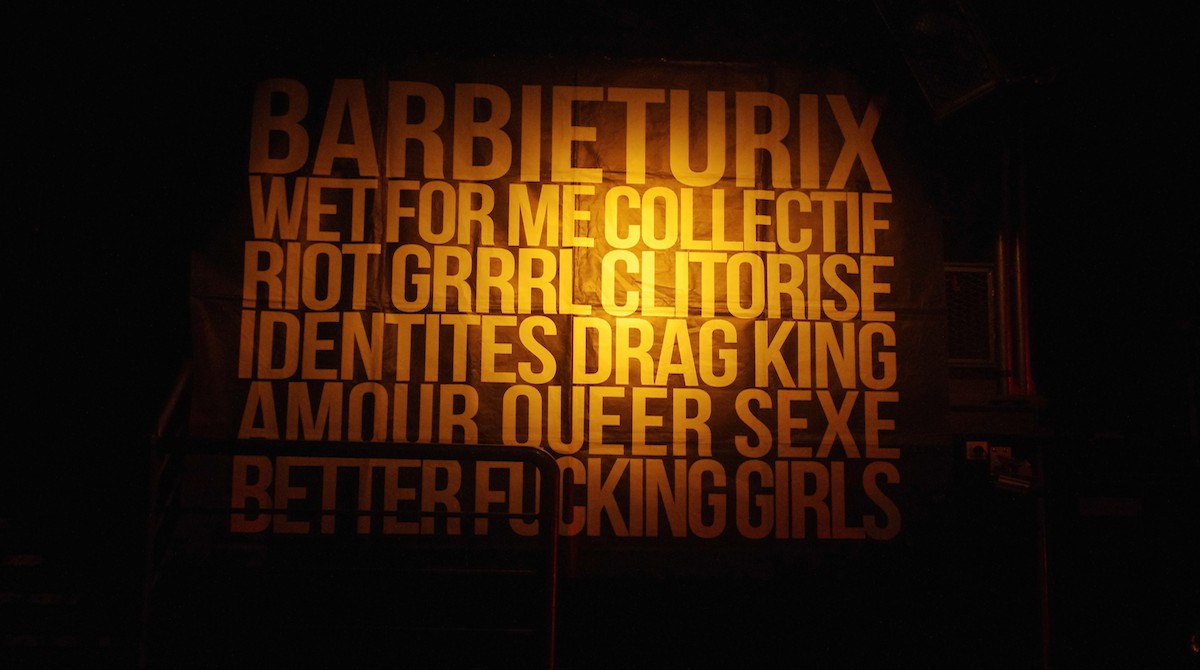 BARBIETURIX
WET FOR ME COLLECTIF
RIOT GRRRL CLITORISE
IDENTITES DRAG KING
AMOUR QUEER SEXE
BETTER FUCKING GIRLS